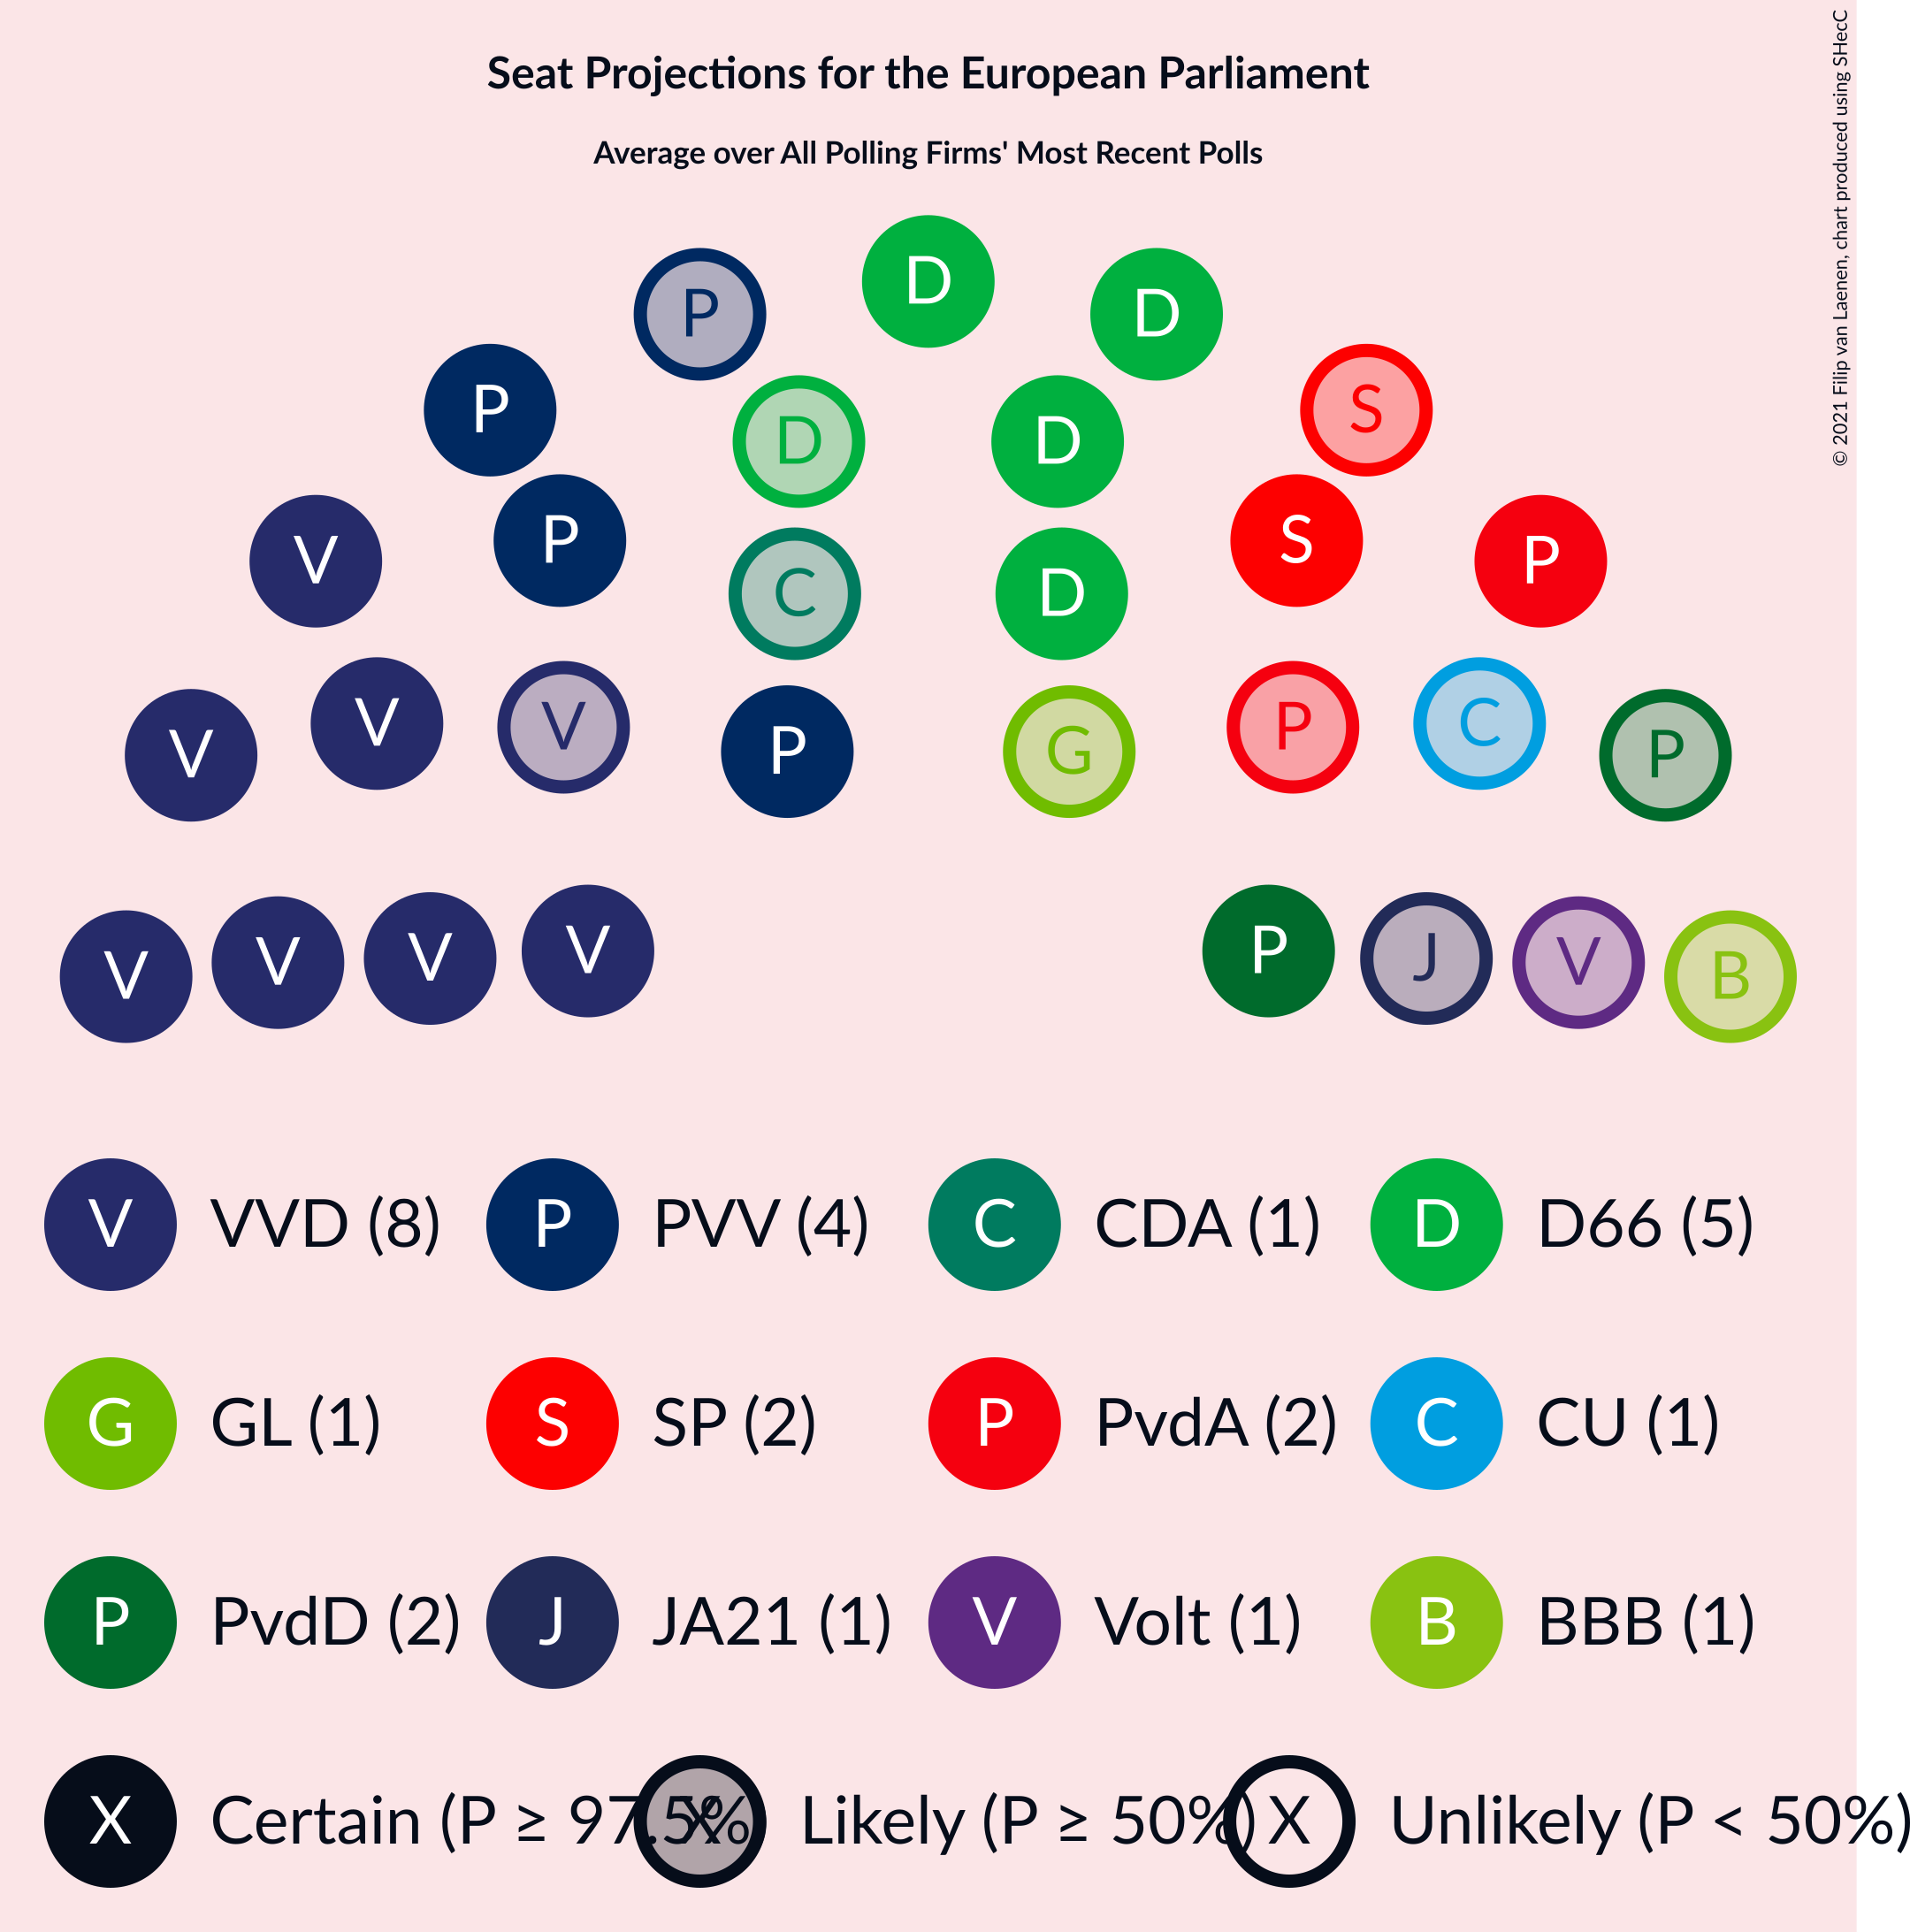 Seat Projections for the European Parliament
Average over All Polling Firms' Most Recent Polls
© 2021 Filip van Laenen, chart produced using SHecC
D
P D
S
P D D
P S
V C D P
V V V P G P C P
V V V V P J V B
V VVD (8) P PVV (4) C CDA (1) D D66 (5)
G GL (1) S SP (2) P PvdA (2) C CU (1)
P PvdD (2) J JA21 (1) V Volt (1) B BBB (1)
X Certain (P ≥ 97.5% X Likely (P ≥ 50%) X Unlikely (P < 50%)